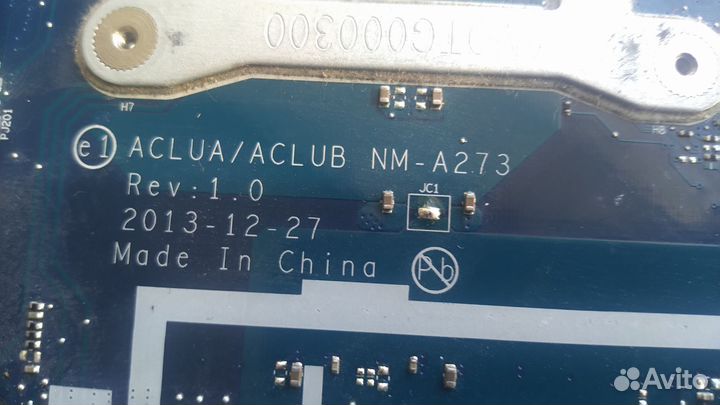 DTG000300
H7
PJ201
H8
e1 ACLUA/ACLUB NM-A273
Rev:1.0
JC1
2013-12-27
Made In China
Pb
Avito